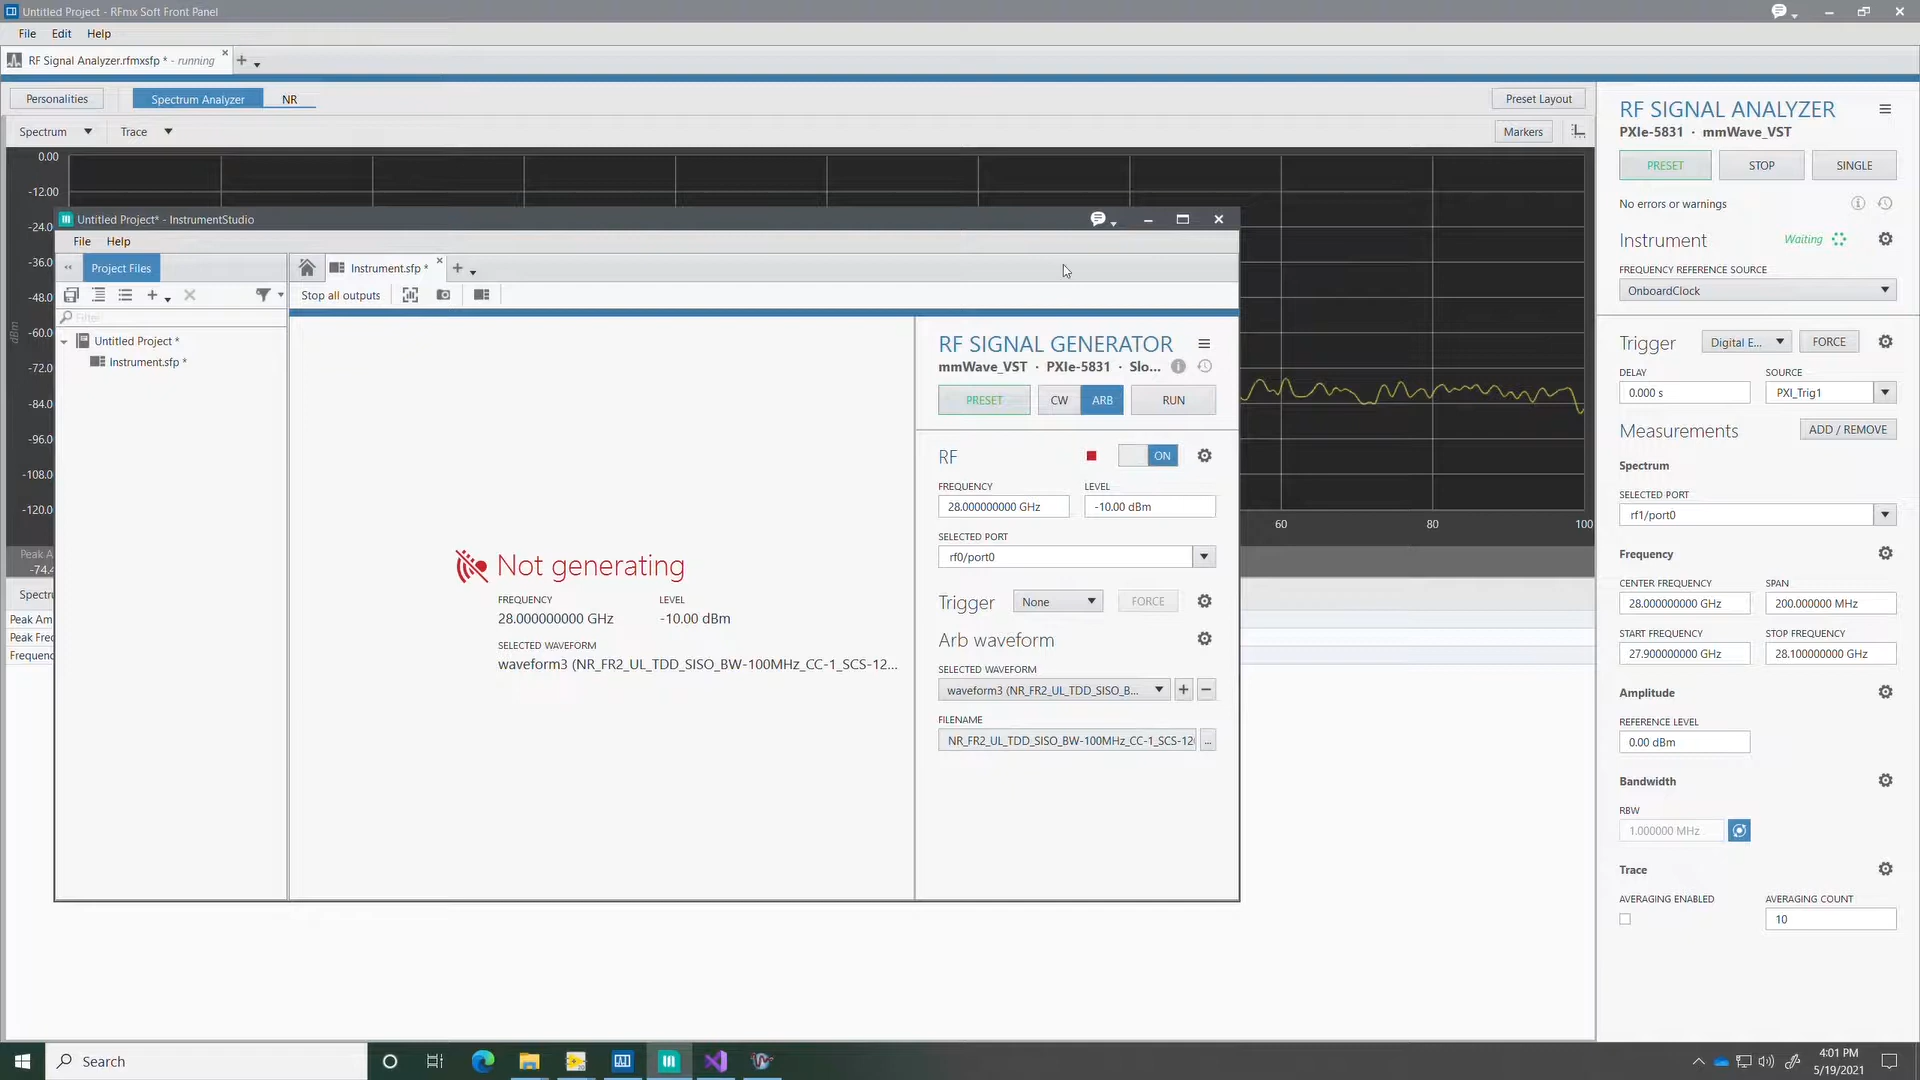 Untitled Project - RFmx Soft Front Panel
File Edit Help
RF Signal Analyzer.rfmxsfp * - running
Personalities Spectrum Analyzer NR Preset Layout
Spectrum Trace Markers
0.00
-12.00
-24.0
-36.0
-48.0
-60.0
-72.0
-84.0
-96.0
-108.0
-120.0
dBm
60 80 100
Peak A
-74.4
Spectr
Peak Am
Peak Fre
Frequenc
Untitled Project* - InstrumentStudio
File Help
Project Files
Instrument.sfp *
Stop all outputs
Filter
Untitled Project *
Instrument.sfp *
Not generating
FREQUENCY LEVEL
28.000000000 GHz -10.00 dBm
SELECTED WAVEFORM
waveform3 (NR_FR2_UL_TDD_SISO_BW-100MHz_CC-1_SCS-12...
RF SIGNAL GENERATOR
mmWave_VST · PXIe-5831 · Slo...
PRESET CW ARB RUN
RF ON
FREQUENCY LEVEL
28.000000000 GHz -10.00 dBm
SELECTED PORT
rf0/port0
Trigger None FORCE
Arb waveform
SELECTED WAVEFORM
waveform3 (NR_FR2_UL_TDD_SISO_B... + −
FILENAME
NR_FR2_UL_TDD_SISO_BW-100MHz_CC-1_SCS-12 ...
RF SIGNAL ANALYZER
PXIe-5831 · mmWave_VST
PRESET STOP SINGLE
No errors or warnings
Instrument Waiting
FREQUENCY REFERENCE SOURCE
OnboardClock
Trigger Digital E... FORCE
DELAY SOURCE
0.000 s PXI_Trig1
Measurements ADD / REMOVE
Spectrum
SELECTED PORT
rf1/port0
Frequency
CENTER FREQUENCY SPAN
28.000000000 GHz 200.000000 MHz
START FREQUENCY STOP FREQUENCY
27.900000000 GHz 28.100000000 GHz
Amplitude
REFERENCE LEVEL
0.00 dBm
Bandwidth
RBW
1.000000 MHz
Trace
AVERAGING ENABLED AVERAGING COUNT
10
Search
4:01 PM
5/19/2021